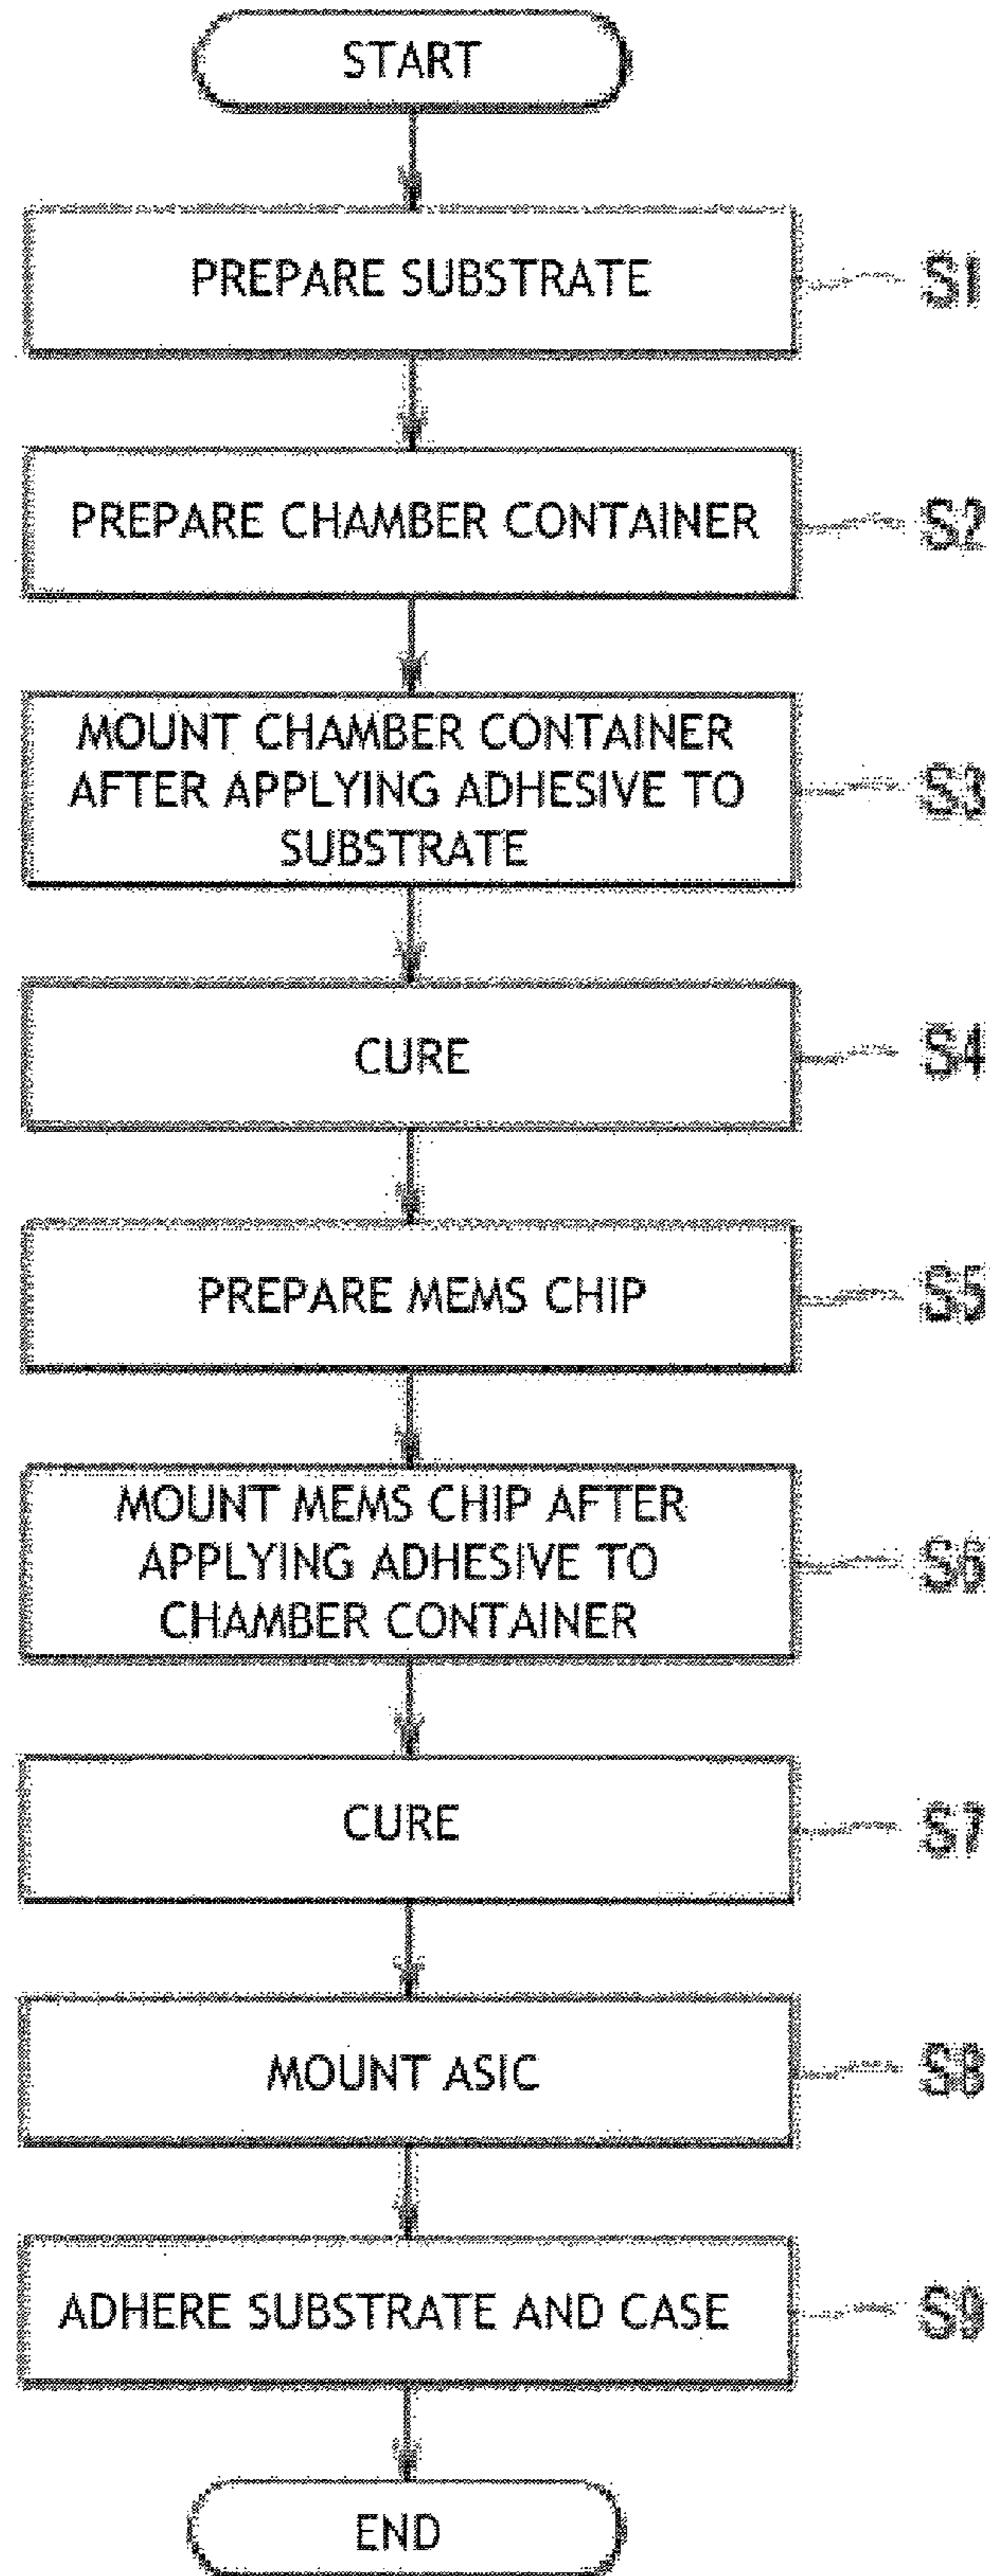 START
PREPARE SUBSTRATE
S1
PREPARE CHAMBER CONTAINER
S2
MOUNT CHAMBER CONTAINER
AFTER APPLYING ADHESIVE TO
SUBSTRATE
S3
CURE
S4
PREPARE MEMS CHIP
S5
MOUNT MEMS CHIP AFTER
APPLYING ADHESIVE TO
CHAMBER CONTAINER
S6
CURE
S7
MOUNT ASIC
S8
ADHERE SUBSTRATE AND CASE
S9
END